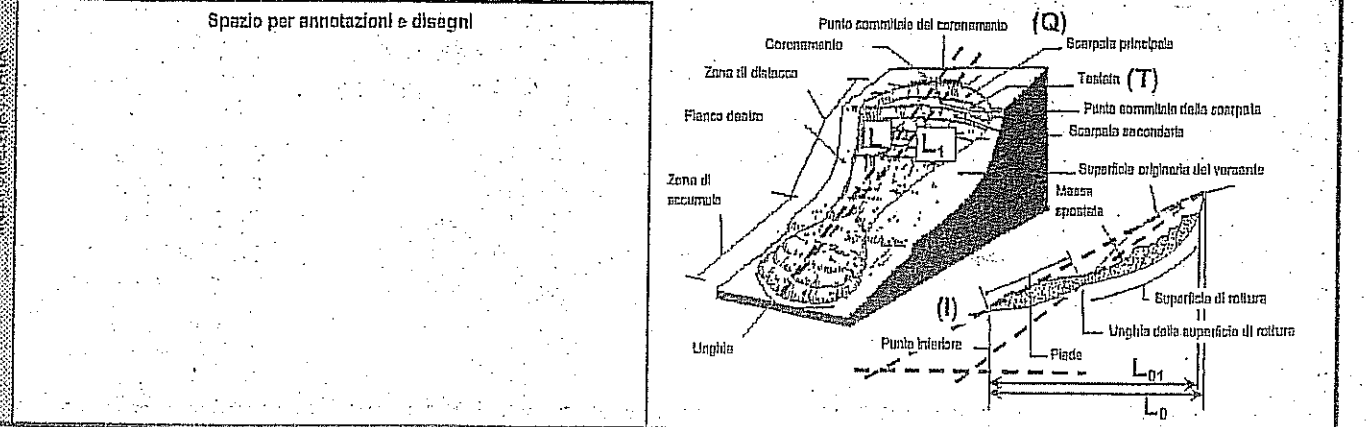 Spazio per annotazioni e disegni
Punto sommitale del coronamento (Q)
Coronamento
Scarpata principale
Zona di distacco
Testata (T)
Fianco destro
Punto sommitale della scarpata
Scarpata secondaria
L L1
Superficie originaria del versante
Zona di
accumulo
Massa
spostata
(I)
Superficie di rottura
Unghia della superficie di rottura
Unghia
Punto inferiore
Piede
L01
L0